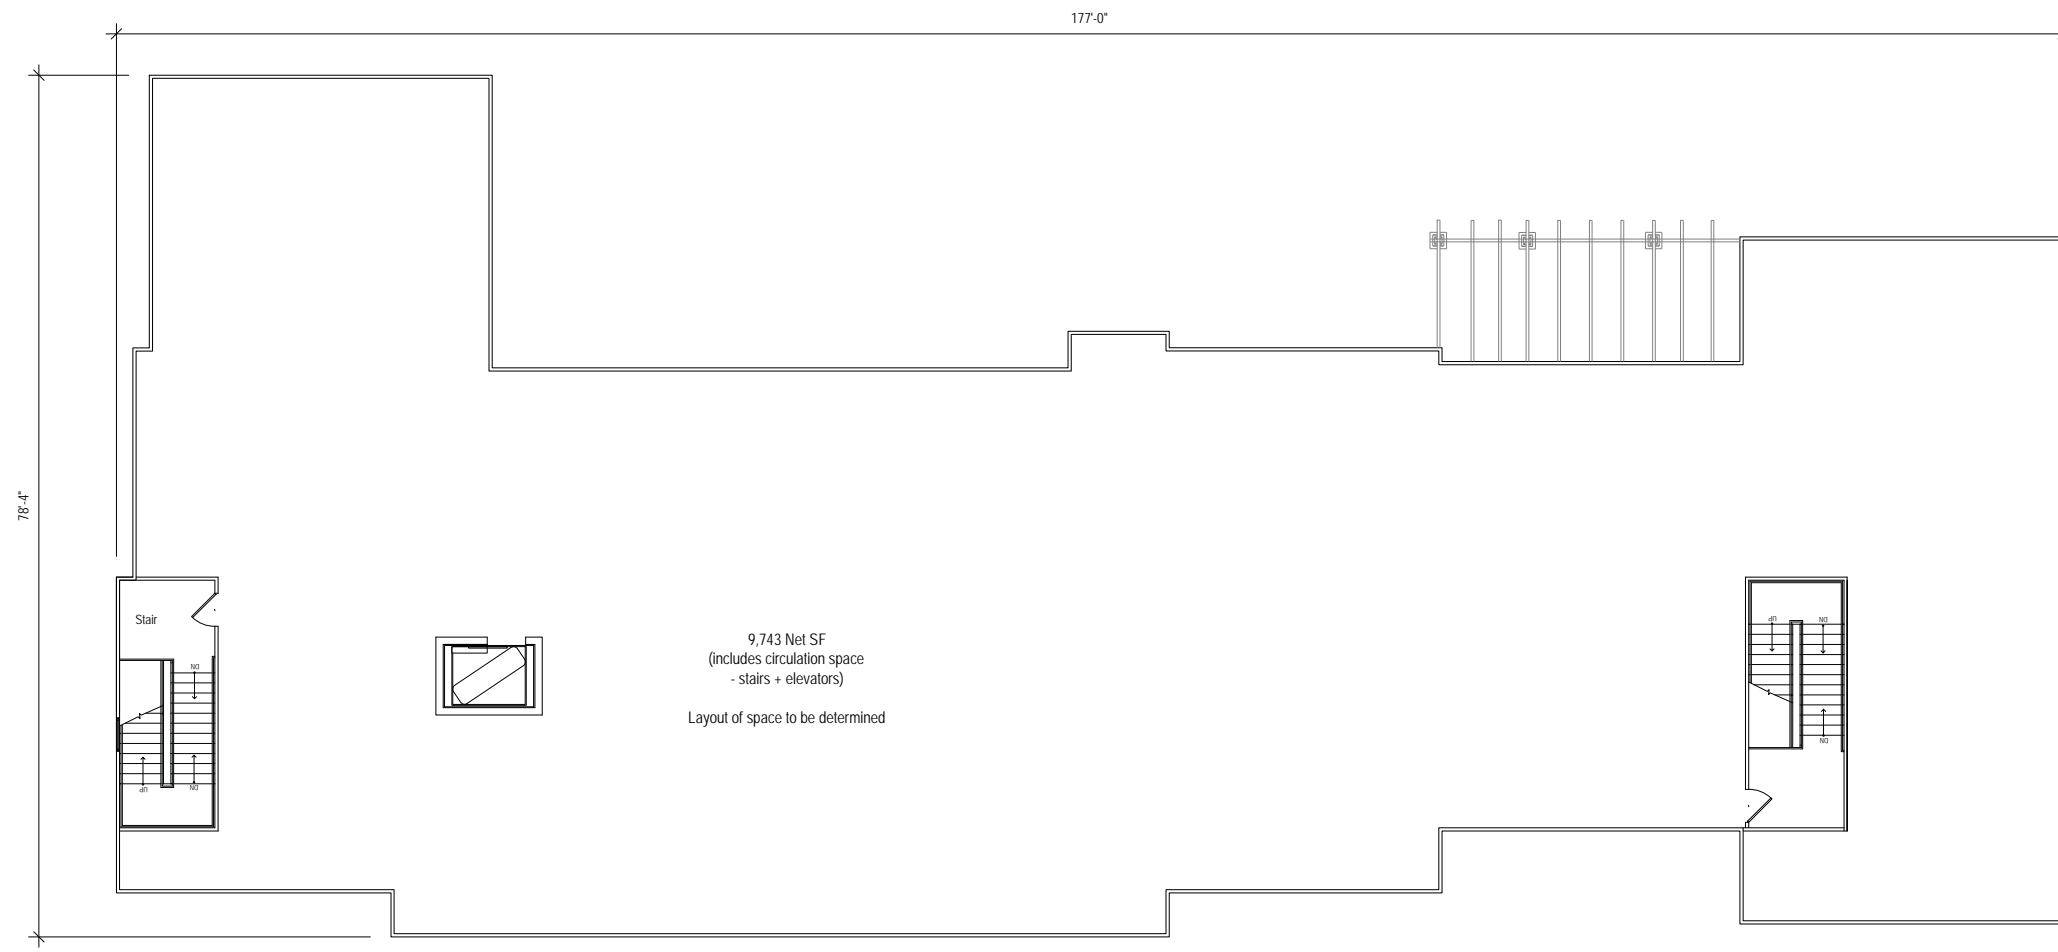 177'-0"
78'-4"
Stair
UP
DN
DN
9,743 Net SF
(includes circulation space
- stairs + elevators)
DN
Layout of space to be determined
DN
UP
DN